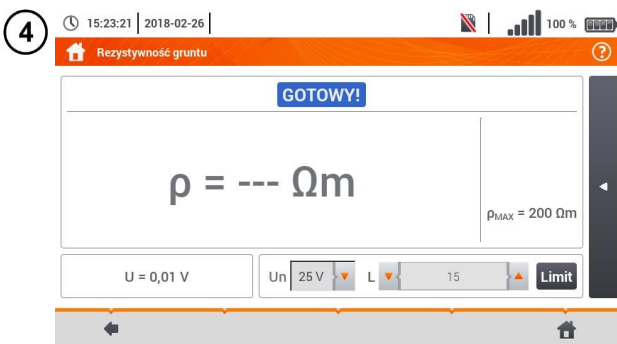 4
15:23:21 2018-02-26 100 %
Rezystywność gruntu ?
GOTOWY!
ρ = --- Ωm
ρMAX = 200 Ωm
U = 0,01 V Un 25 V L 15 Limit